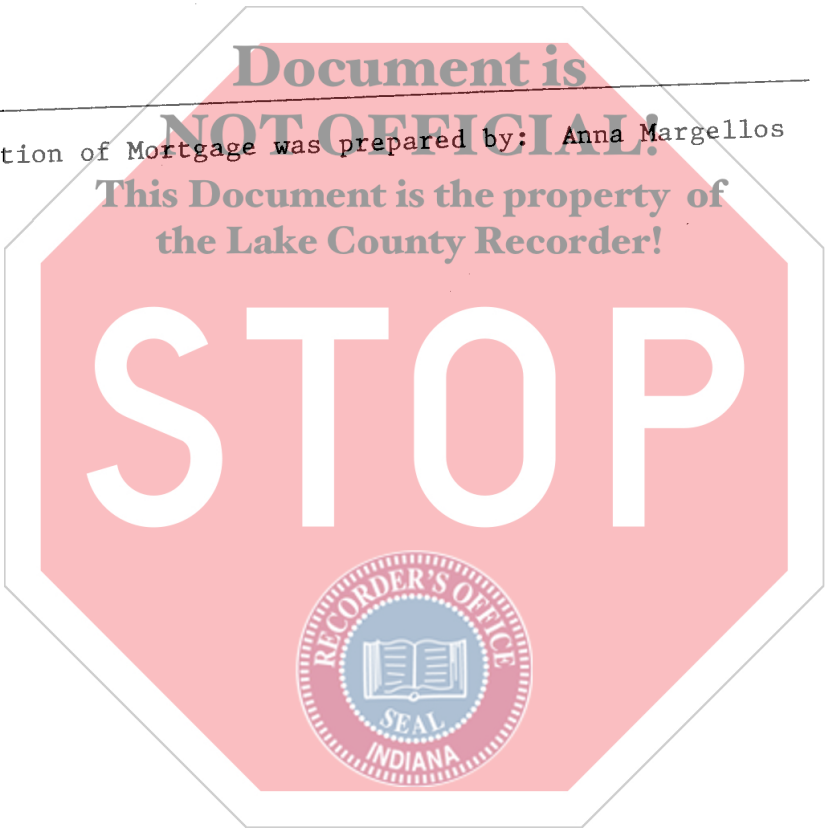 Document is
NOT OFFICIAL!
tion of Mortgage was prepared by: Anna Margellos
This Document is the property of
the Lake County Recorder!
STOP
RECORDER'S OFFICE
SEAL
INDIANA